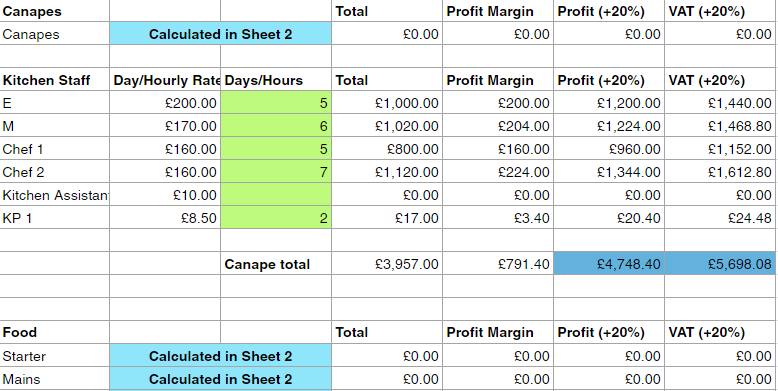 Canapes Total Profit Margin Profit (+20%) VAT (+20%)
Canapes Calculated in Sheet 2 £0.00 £0.00 £0.00 £0.00
Kitchen Staff Day/Hourly Rate Days/Hours Total Profit Margin Profit (+20%) VAT (+20%)
E £200.00 5 £1,000.00 £200.00 £1,200.00 £1,440.00
M £170.00 6 £1,020.00 £204.00 £1,224.00 £1,468.80
Chef 1 £160.00 5 £800.00 £160.00 £960.00 £1,152.00
Chef 2 £160.00 7 £1,120.00 £224.00 £1,344.00 £1,612.80
Kitchen Assistan £10.00 £0.00 £0.00 £0.00 £0.00
KP 1 £8.50 2 £17.00 £3.40 £20.40 £24.48
Canape total £3,957.00 £791.40 £4,748.40 £5,698.08
Food Total Profit Margin Profit (+20%) VAT (+20%)
Starter Calculated in Sheet 2 £0.00 £0.00 £0.00 £0.00
Mains Calculated in Sheet 2 £0.00 £0.00 £0.00 £0.00